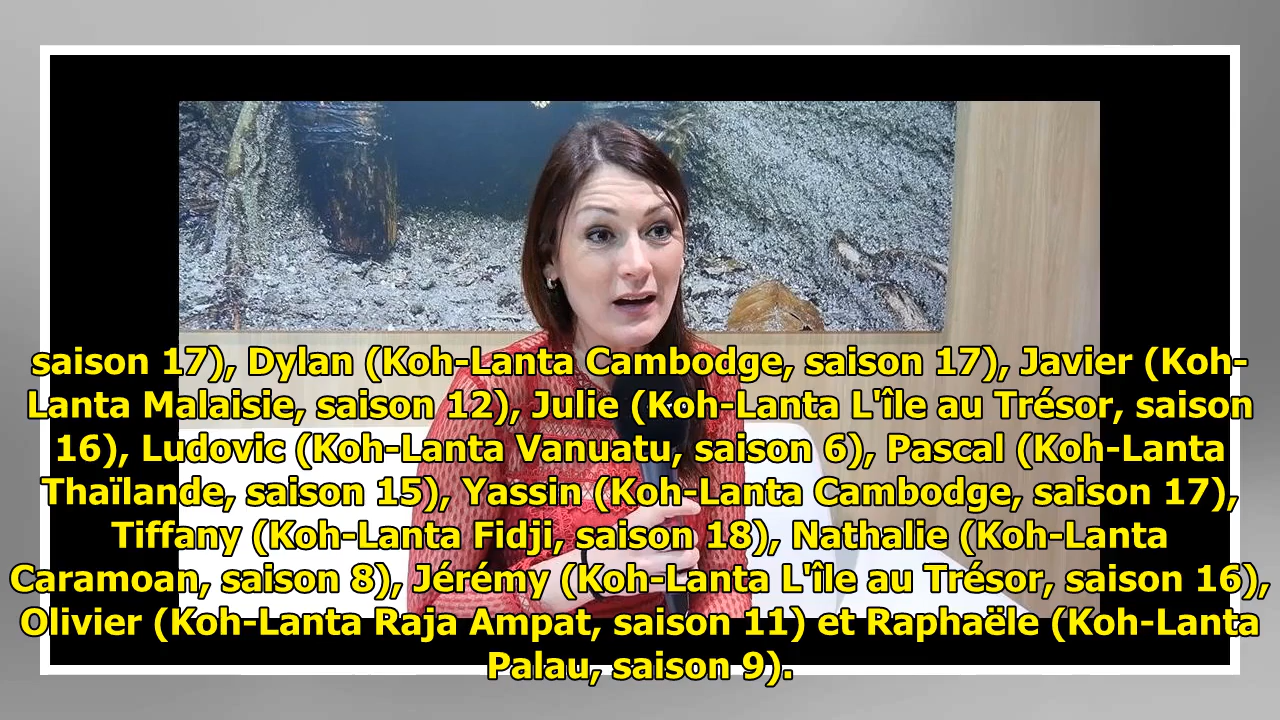 saison 17), Dylan (Koh-Lanta Cambodge, saison 17), Javier (Koh-
Lanta Malaisie, saison 12), Julie (Koh-Lanta L'île au Trésor, saison
16), Ludovic (Koh-Lanta Vanuatu, saison 6), Pascal (Koh-Lanta
Thaïlande, saison 15), Yassin (Koh-Lanta Cambodge, saison 17),
Tiffany (Koh-Lanta Fidji, saison 18), Nathalie (Koh-Lanta
Caramoan, saison 8), Jérémy (Koh-Lanta L'île au Trésor, saison 16),
Olivier (Koh-Lanta Raja Ampat, saison 11) et Raphaële (Koh-Lanta
Palau, saison 9).